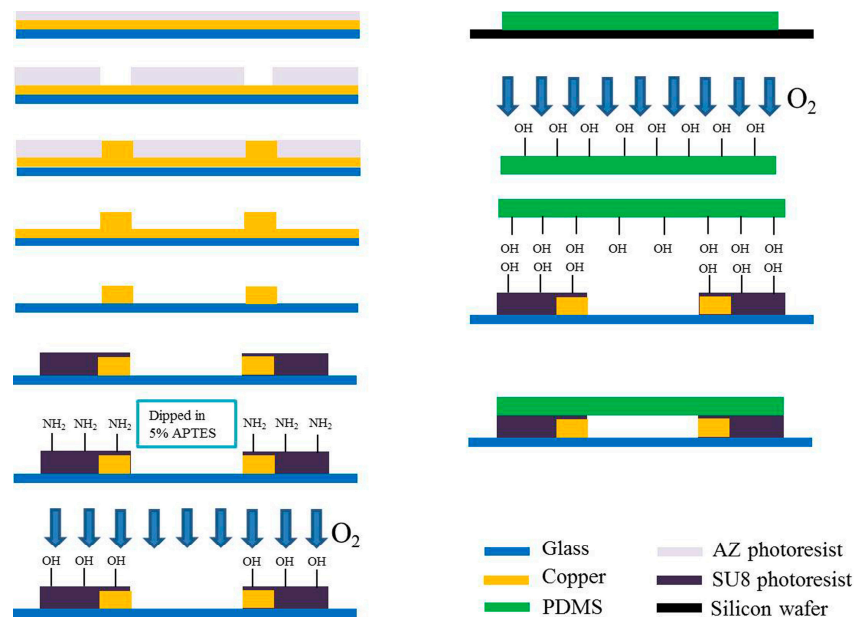 NH₂ NH₂ NH₂
Dipped in
5% APTES
NH₂ NH₂ NH₂
O₂
OH OH OH
OH OH OH
O₂
OH OH OH OH OH OH OH OH
OH OH OH OH OH OH OH OH
OH OH OH
OH OH OH
Glass
Copper
PDMS
AZ photoresist
SU8 photoresist
Silicon wafer